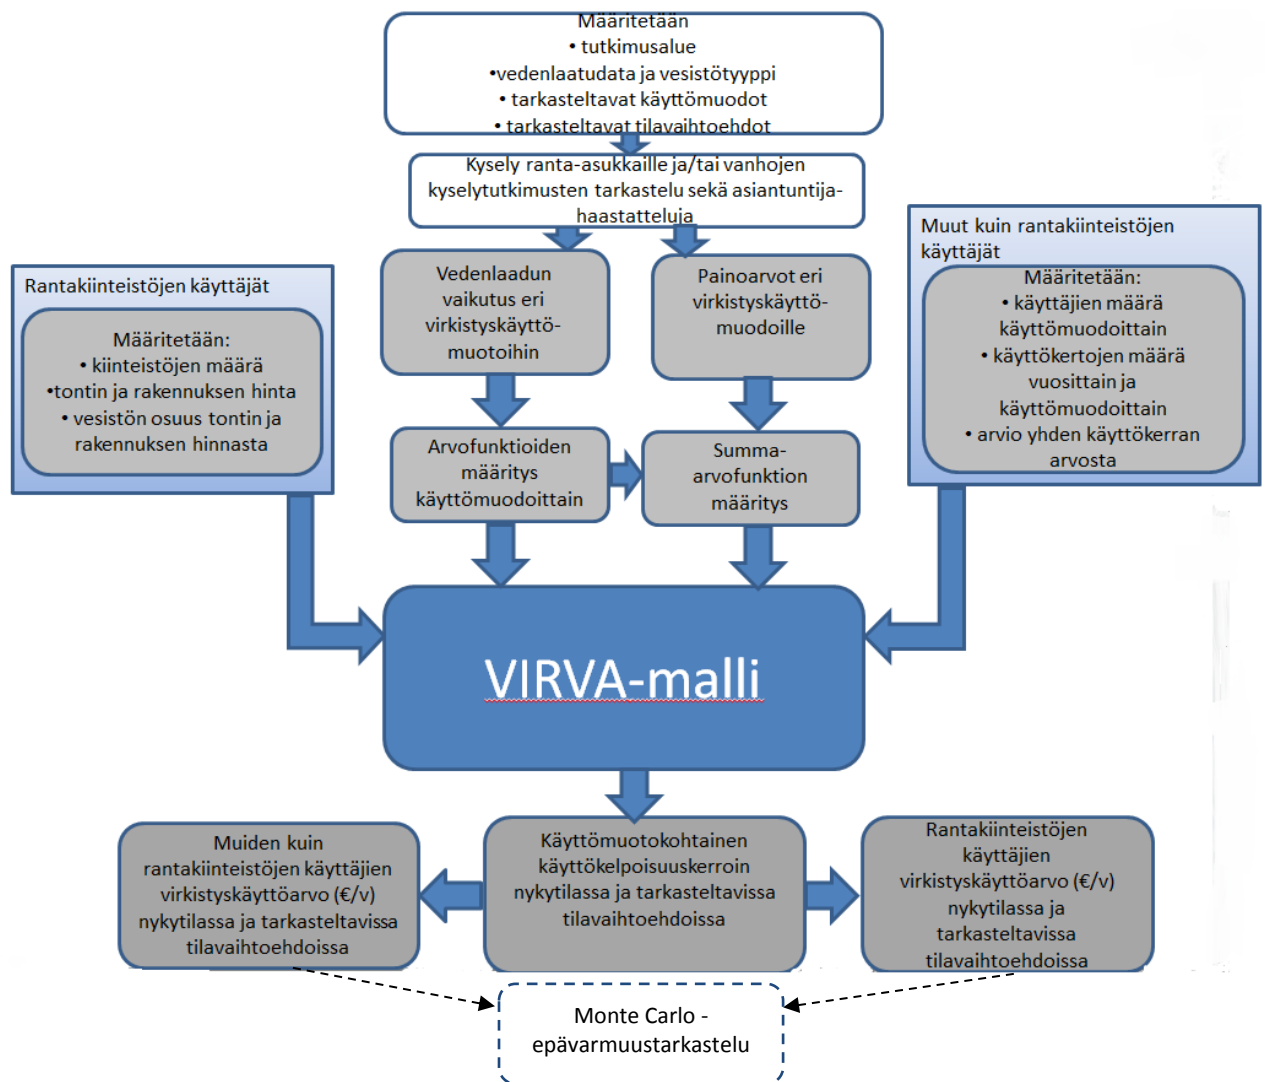 Määritetään
• tutkimusalue
•vedenlaatudata ja vesistötyyppi
• tarkasteltavat käyttömuodot
• tarkasteltavat tilavaihtoehdot
Kysely ranta-asukkaille ja/tai vanhojen
kyselytutkimusten tarkastelu sekä asiantuntija-
haastatteluja
Rantakiinteistöjen käyttäjät
Määritetään:
• kiinteistöjen määrä
•tontin ja rakennuksen hinta
• vesistön osuus tontin ja
rakennuksen hinnasta
Vedenlaadun
vaikutus eri
virkistyskäyttö-
muotoihin
Painoarvot eri
virkistyskäyttö-
muodoille
Muut kuin rantakiinteistöjen
käyttäjät
Määritetään:
• käyttäjien määrä
käyttömuodoittain
• käyttökertojen määrä
vuosittain ja
käyttömuodoittain
• arvio yhden käyttökerran
arvosta
Arvofunktioiden
määritys
käyttömuodoittain
Summa-
arvofunktion
määritys
VIRVA-malli
Muiden kuin
rantakiinteistöjen käyttäjien
virkistyskäyttöarvo (€/v)
nykytilassa ja tarkasteltavissa
tilavaihtoehdoissa
Käyttömuotokohtainen
käyttökelpoisuuskerroin
nykytilassa ja tarkasteltavissa
tilavaihtoehdoissa
Rantakiinteistöjen
käyttäjien
virkistyskäyttöarvo (€/v)
nykytilassa ja
tarkasteltavissa
tilavaihtoehdoissa
Monte Carlo -
epävarmuustarkastelu